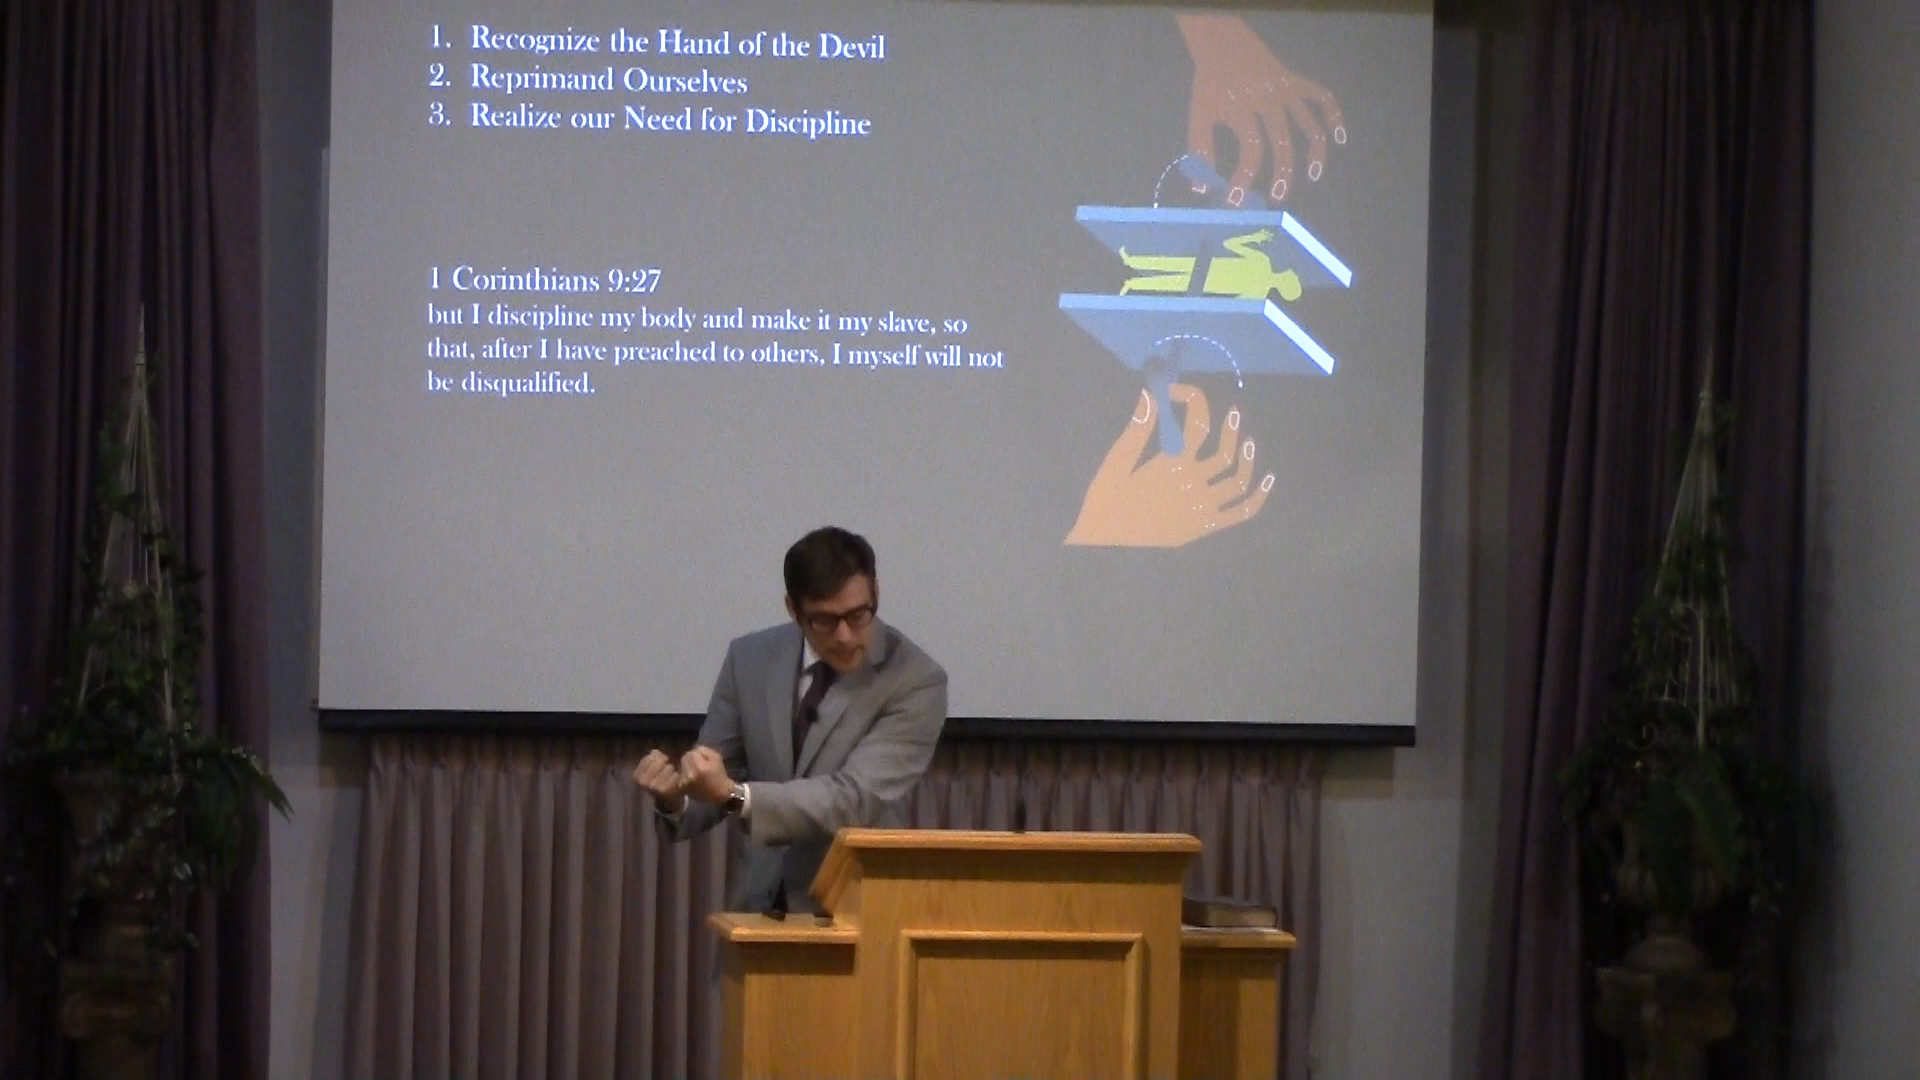 1. Recognize the Hand of the Devil
2. Reprimand Ourselves
3. Realize our Need for Discipline
1 Corinthians 9:27
but I discipline my body and make it my slave, so
that, after I have preached to others, I myself will not
be disqualified.